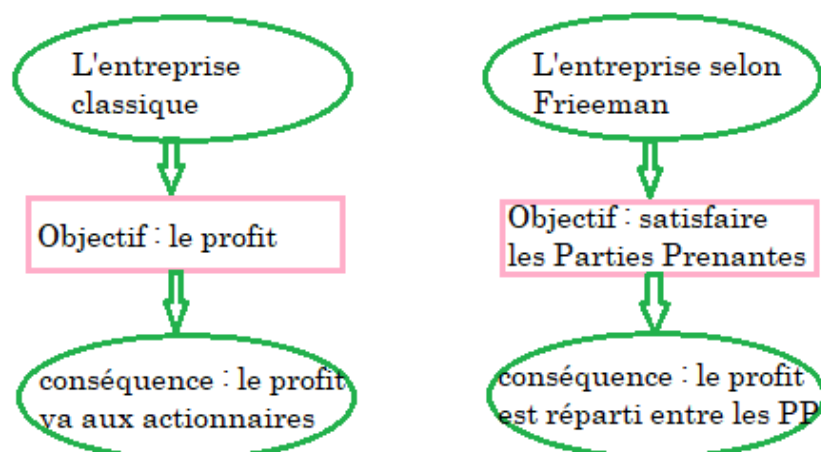 L'entreprise
classique
Objectif : le profit
conséquence : le profit
va aux actionnaires
L'entreprise selon
Frieeman
Objectif : satisfaire
les Parties Prenantes
conséquence : le profit
est réparti entre les PP